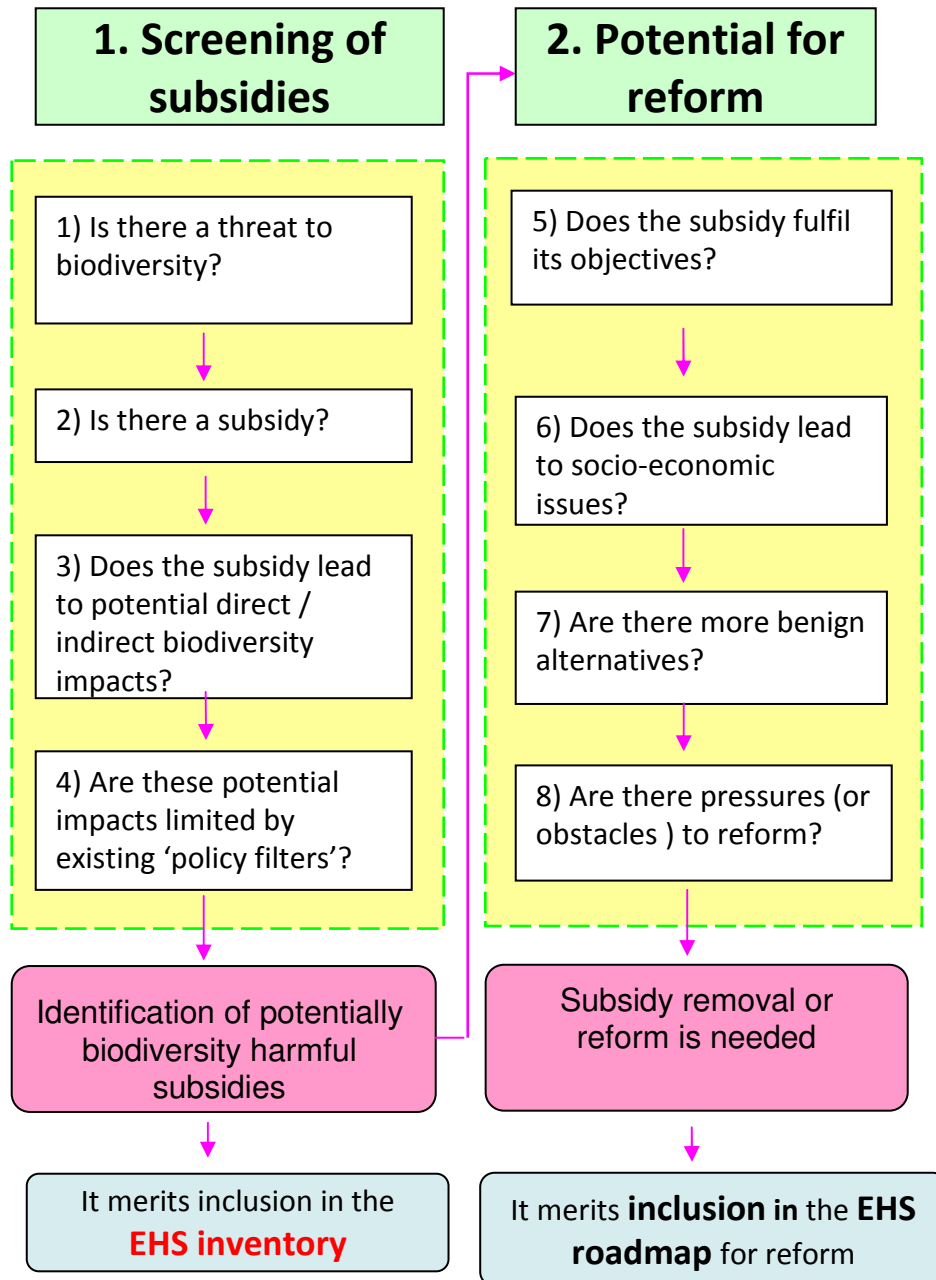 1. Screening of
subsidies
1) Is there a threat to
biodiversity?
2) Is there a subsidy?
3) Does the subsidy lead
to potential direct /
indirect biodiversity
impacts?
4) Are these potential
impacts limited by
existing ‘policy filters’?
Identification of potentially
biodiversity harmful
subsidies
It merits inclusion in the
EHS inventory
2. Potential for
reform
5) Does the subsidy fulfil
its objectives?
6) Does the subsidy lead
to socio-economic
issues?
7) Are there more benign
alternatives?
8) Are there pressures (or
obstacles ) to reform?
Subsidy removal or
reform is needed
It merits inclusion in the EHS
roadmap for reform